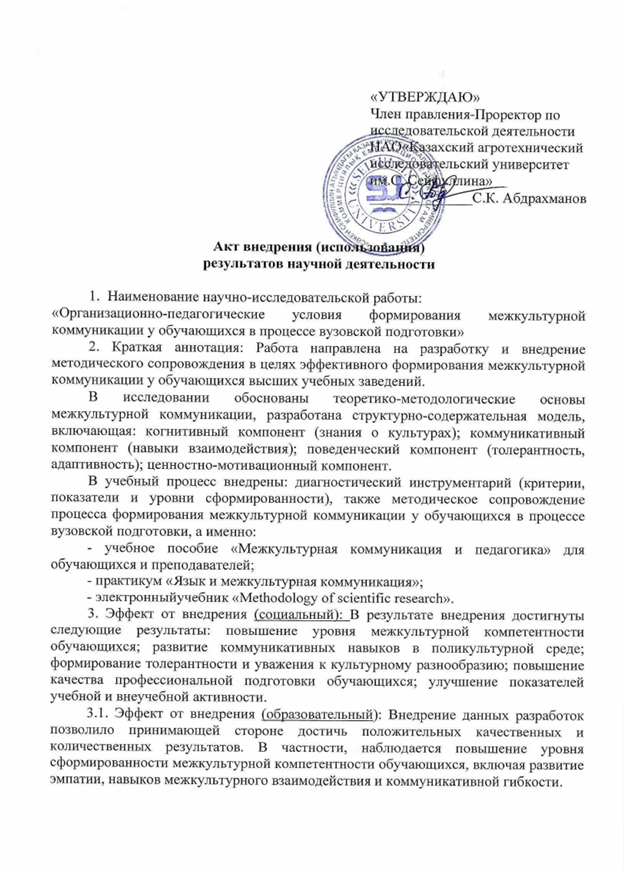 «УТВЕРЖДАЮ»
Член правления-Проректор по
исследовательской деятельности
НАО«Казахский агротехнический
исследовательский университет
им.С. Сейфуллина»
С.К. Абдрахманов
SEIFULLIN
UNIVERSITY
Акт внедрения (использования)
результатов научной деятельности
1. Наименование научно-исследовательской работы:
«Организационно-педагогические условия формирования межкультурной
коммуникации у обучающихся в процессе вузовской подготовки»
2. Краткая аннотация: Работа направлена на разработку и внедрение
методического сопровождения в целях эффективного формирования межкультурной
коммуникации у обучающихся высших учебных заведений.
В исследовании обоснованы теоретико-методологические основы
межкультурной коммуникации, разработана структурно-содержательная модель,
включающая: когнитивный компонент (знания о культурах); коммуникативный
компонент (навыки взаимодействия); поведенческий компонент (толерантность,
адаптивность); ценностно-мотивационный компонент.
В учебный процесс внедрены: диагностический инструментарий (критерии,
показатели и уровни сформированности), также методическое сопровождение
процесса формирования межкультурной коммуникации у обучающихся в процессе
вузовской подготовки, а именно:
- учебное пособие «Межкультурная коммуникация и педагогика» для
обучающихся и преподавателей;
- практикум «Язык и межкультурная коммуникация»;
- электронныйучебник «Methodology of scientific research».
3. Эффект от внедрения (социальный): В результате внедрения достигнуты
следующие результаты: повышение уровня межкультурной компетентности
обучающихся; развитие коммуникативных навыков в поликультурной среде;
формирование толерантности и уважения к культурному разнообразию; повышение
качества профессиональной подготовки обучающихся; улучшение показателей
учебной и внеучебной активности.
3.1. Эффект от внедрения (образовательный): Внедрение данных разработок
позволило принимающей стороне достичь положительных качественных и
количественных результатов. В частности, наблюдается повышение уровня
сформированности межкультурной компетентности обучающихся, включая развитие
эмпатии, навыков межкультурного взаимодействия и коммуникативной гибкости.